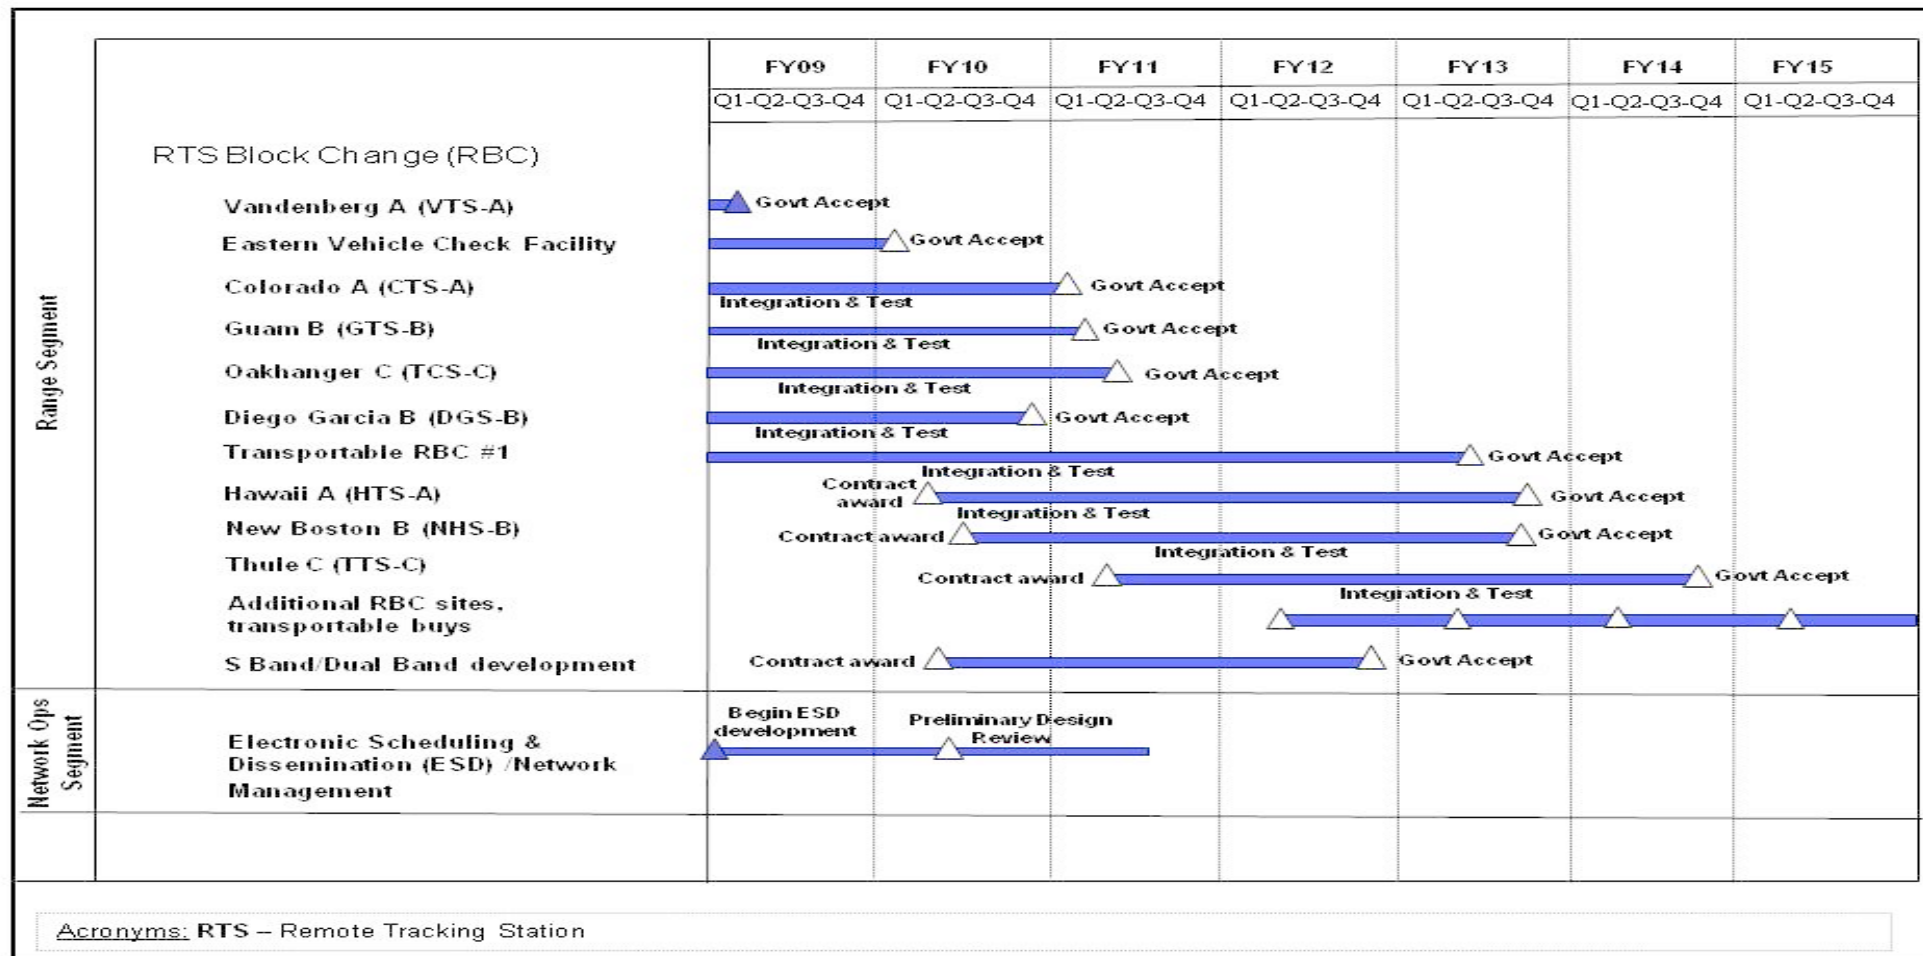 FY09 FY10 FY11 FY12 FY13 FY14 FY15
Q1-Q2-Q3-Q4 Q1-Q2-Q3-Q4 Q1-Q2-Q3-Q4 Q1-Q2-Q3-Q4 Q1-Q2-Q3-Q4 Q1-Q2-Q3-Q4 Q1-Q2-Q3-Q4
Range Segment
RTS Block Change (RBC)
Vandenberg A (VTS-A) Govt Accept
Eastern Vehicle Check Facility Govt Accept
Colorado A (CTS-A) Govt Accept
Integration & Test
Guam B (GTS-B) Govt Accept
Integration & Test
Oakhanger C (TCS-C) Govt Accept
Integration & Test
Diego Garcia B (DGS-B) Govt Accept
Integration & Test
Transportable RBC #1 Govt Accept
Integration & Test
Hawaii A (HTS-A) Contract
award Govt Accept
Integration & Test
New Boston B (NHS-B) Contract award Govt Accept
Integration & Test
Thule C (TTS-C) Contract award Govt Accept
Integration & Test
Additional RBC sites,
transportable buys
S Band/Dual Band development Contract award Govt Accept
Network Ops
Segment
Begin ESD
development
Preliminary Design
Review
Electronic Scheduling &
Dissemination (ESD) /Network
Management
Acronyms: RTS – Remote Tracking Station